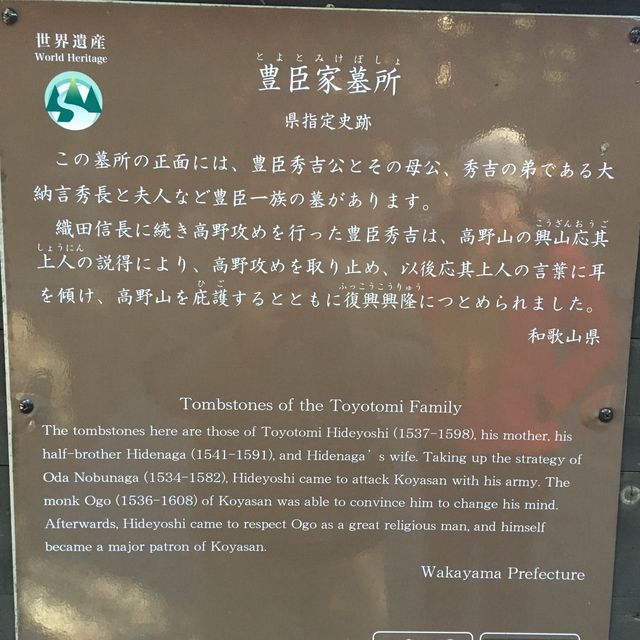 世界遺産
World Heritage
とよとみけぼしょ
豊臣家墓所
県指定史跡
この墓所の正面には、豊臣秀吉公とその母公、秀吉の弟である大
納言秀長と夫人など豊臣一族の墓があります。
織田信長に続き高野攻めを行った豊臣秀吉は、高野山の興山応其
こうざんおうご
上人の説得により、高野攻めを取り止め、以後応其上人の言葉に耳
しょうにん
を傾け、高野山を庇護するとともに復興興隆につとめられました。
ひご ふっこうこうりゅう
和歌山県
Tombstones of the Toyotomi Family
The tombstones here are those of Toyotomi Hideyoshi (1537-1598), his mother, his
half-brother Hidenaga (1541-1591), and Hidenaga's wife. Taking up the strategy of
Oda Nobunaga (1534-1582), Hideyoshi came to attack Koyasan with his army. The
monk Ogo (1536-1608) of Koyasan was able to convince him to change his mind.
Afterwards, Hideyoshi came to respect Ogo as a great religious man, and himself
became a major patron of Koyasan.
Wakayama Prefecture